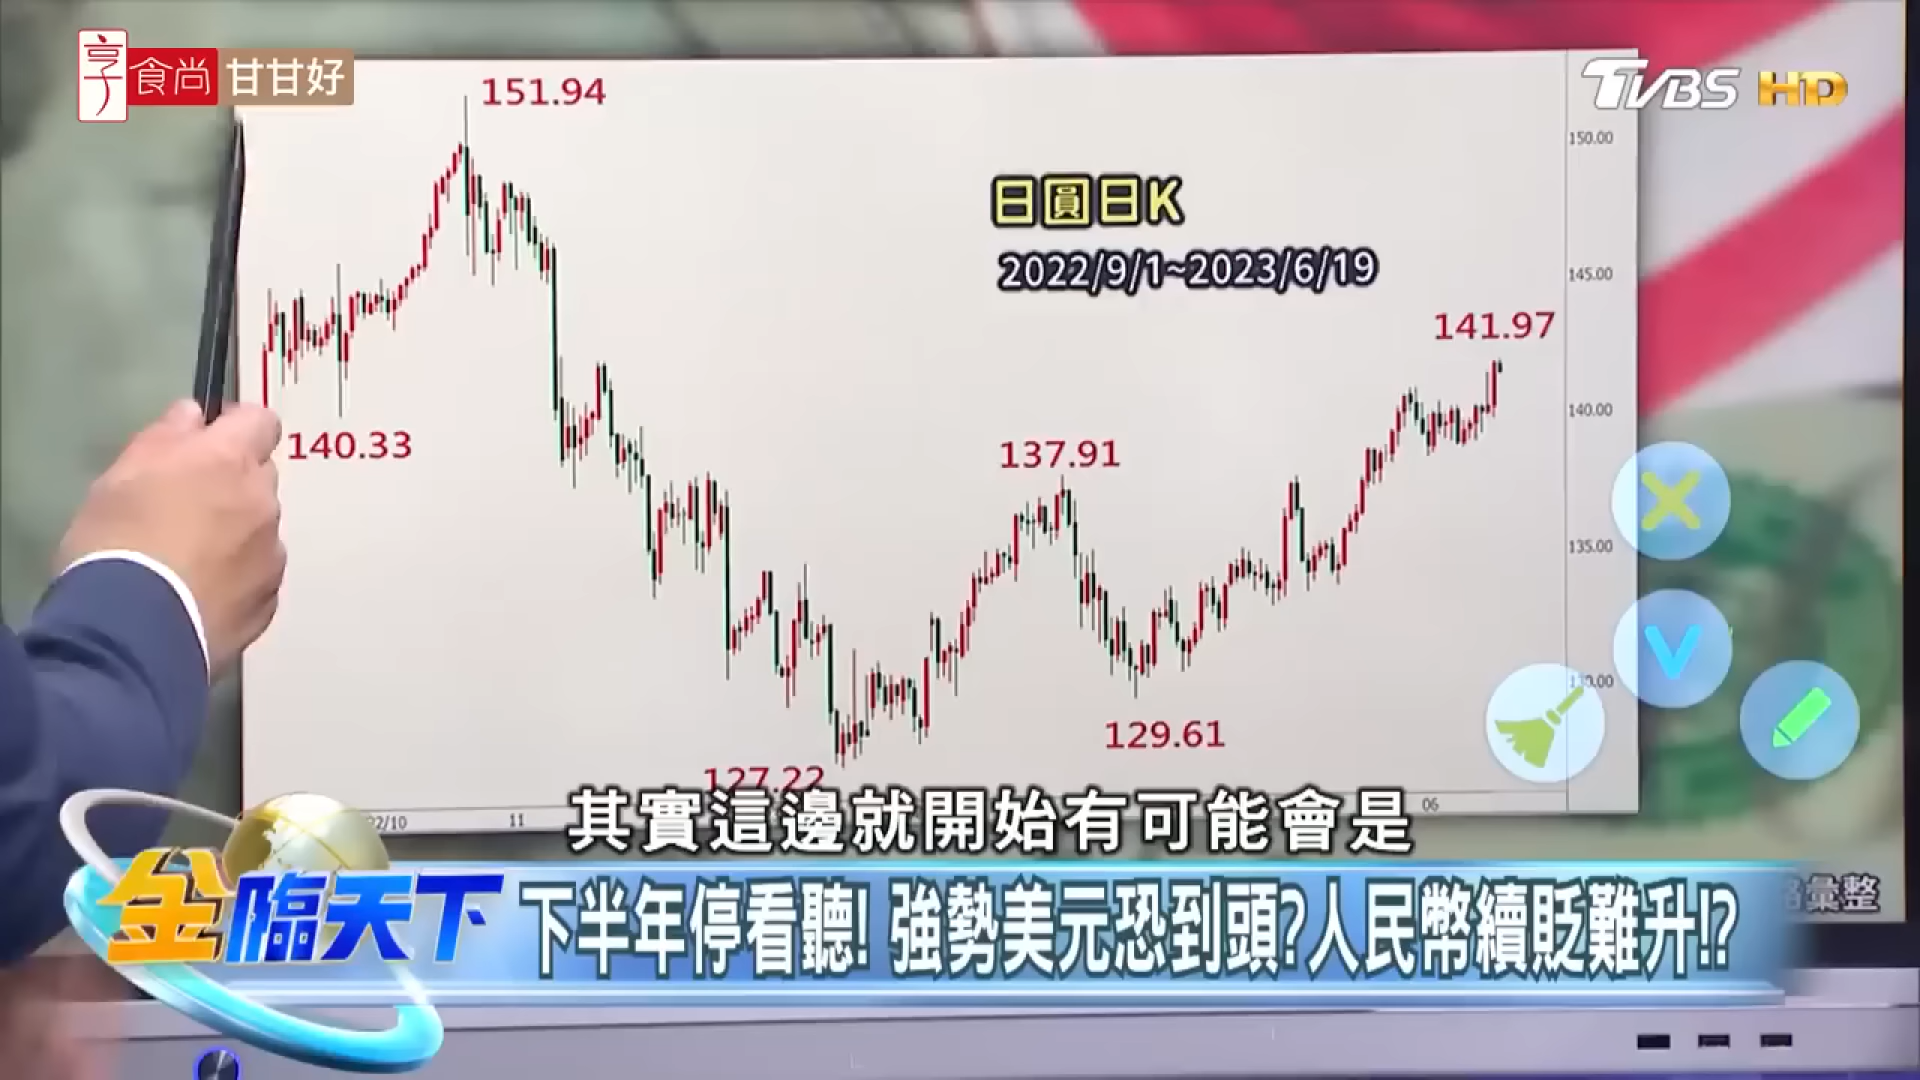 享食尚 甘甘好
TVBS HD
151.94
150.00
日圓日K
2022/9/1~2023/6/19
145.00
141.97
140.33
140.00
137.91
135.00
129.61
127.22
06
11
其實這邊就開始有可能會是
金臨天下
下半年停看聽!強勢美元恐到頭?人民幣續貶難升!?
彙整